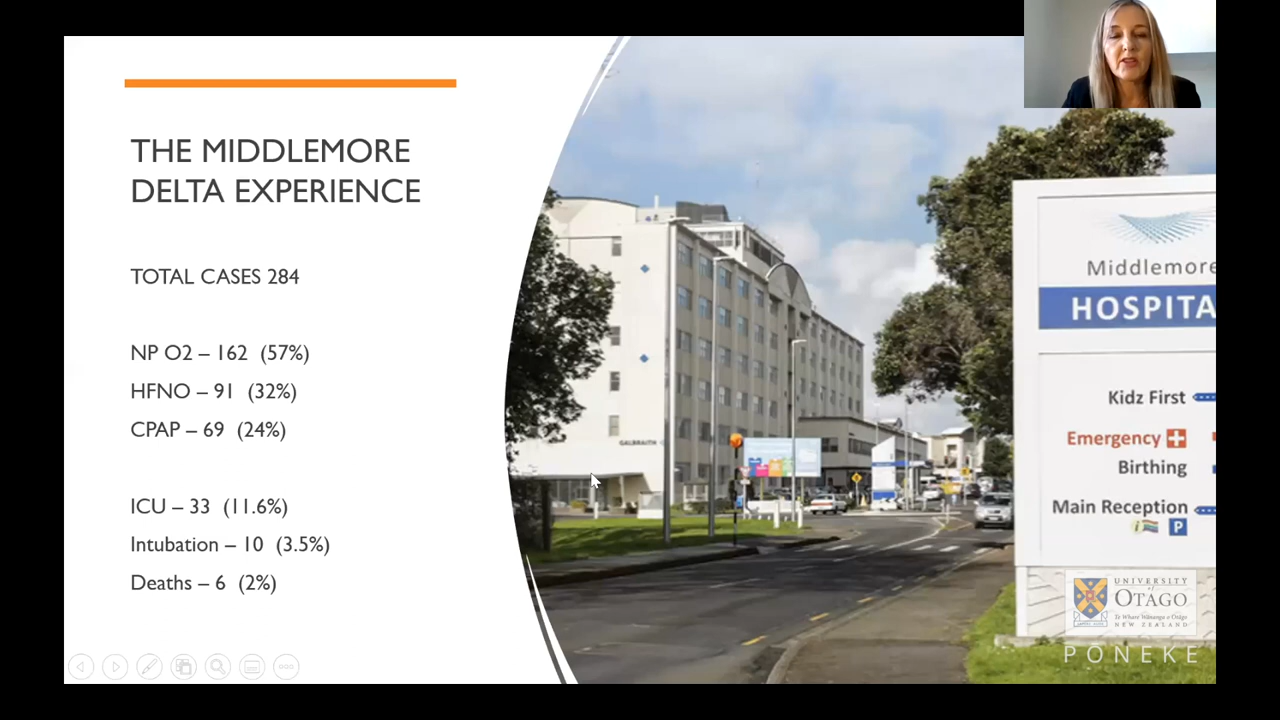 THE MIDDLEMORE
DELTA EXPERIENCE
TOTAL CASES 284
NP O2 – 162 (57%)
HFNO – 91 (32%)
CPAP – 69 (24%)
ICU – 33 (11.6%)
Intubation – 10 (3.5%)
Deaths – 6 (2%)
GALBRAITH
Middlemore
HOSPITA
Kidz First
Emergency
Birthing
Main Reception
i P
UNIVERSITY
of
OTAGO
Te Whare Wānanga o Otāgo
NEW ZEALAND
PONEKE